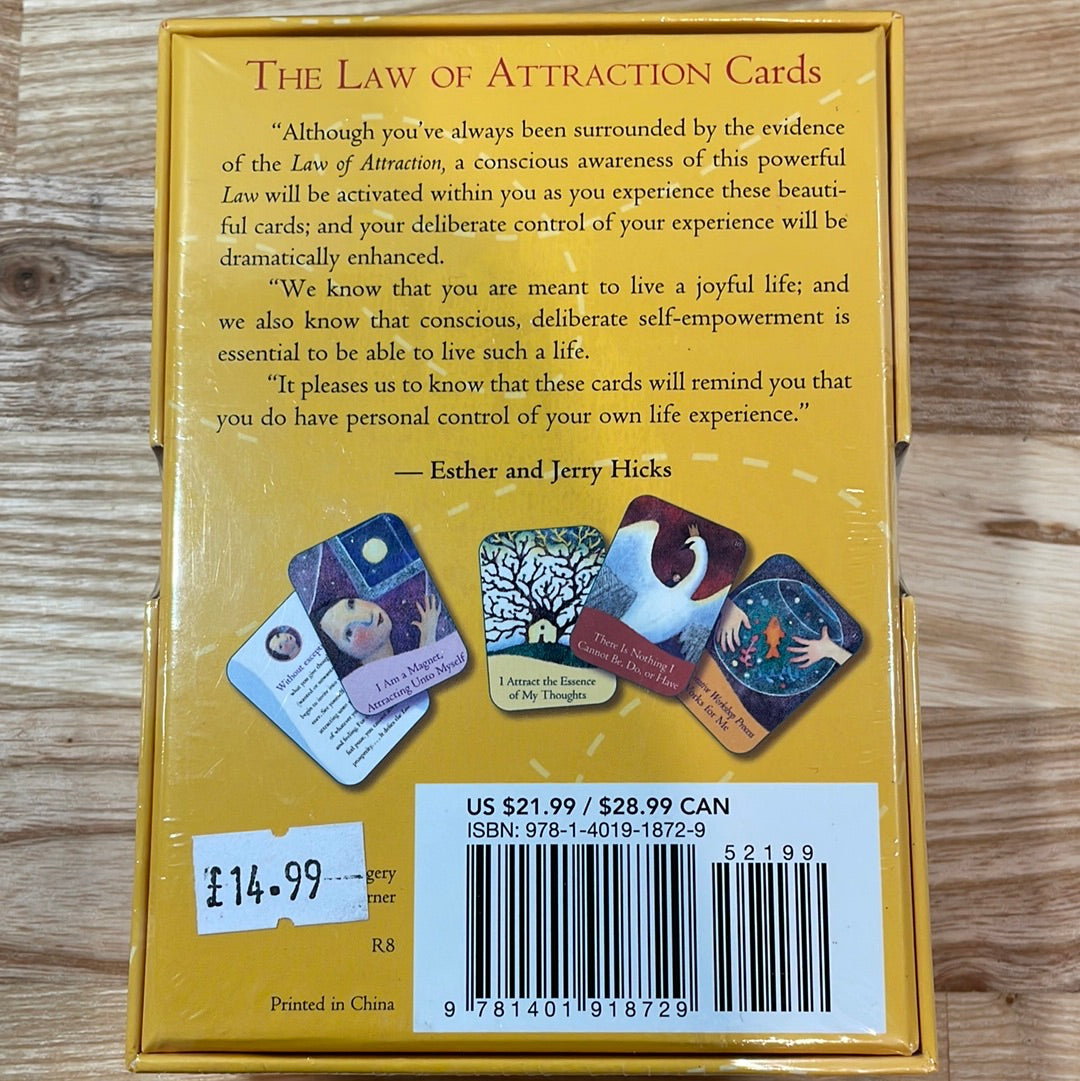 THE LAW OF ATTRACTION Cards
“Although you’ve always been surrounded by the evidence
of the Law of Attraction, a conscious awareness of this powerful
Law will be activated within you as you experience these beauti-
ful cards; and your deliberate control of your experience will be
dramatically enhanced.
“We know that you are meant to live a joyful life; and
we also know that conscious, deliberate self-empowerment is
essential to be able to live such a life.
“It pleases us to know that these cards will remind you that
you do have personal control of your own life experience.”
— Esther and Jerry Hicks
Without
I Am a Magnet,
Attracting Unto Myself
I Attract the Essence
of My Thoughts
There Is Nothing I
Cannot Be, Do, or Have
Workshop Process
Works for Me
US $21.99 / $28.99 CAN
ISBN: 978-1-4019-1872-9
52199
9 781401 918729
£14.99
R8
Printed in China